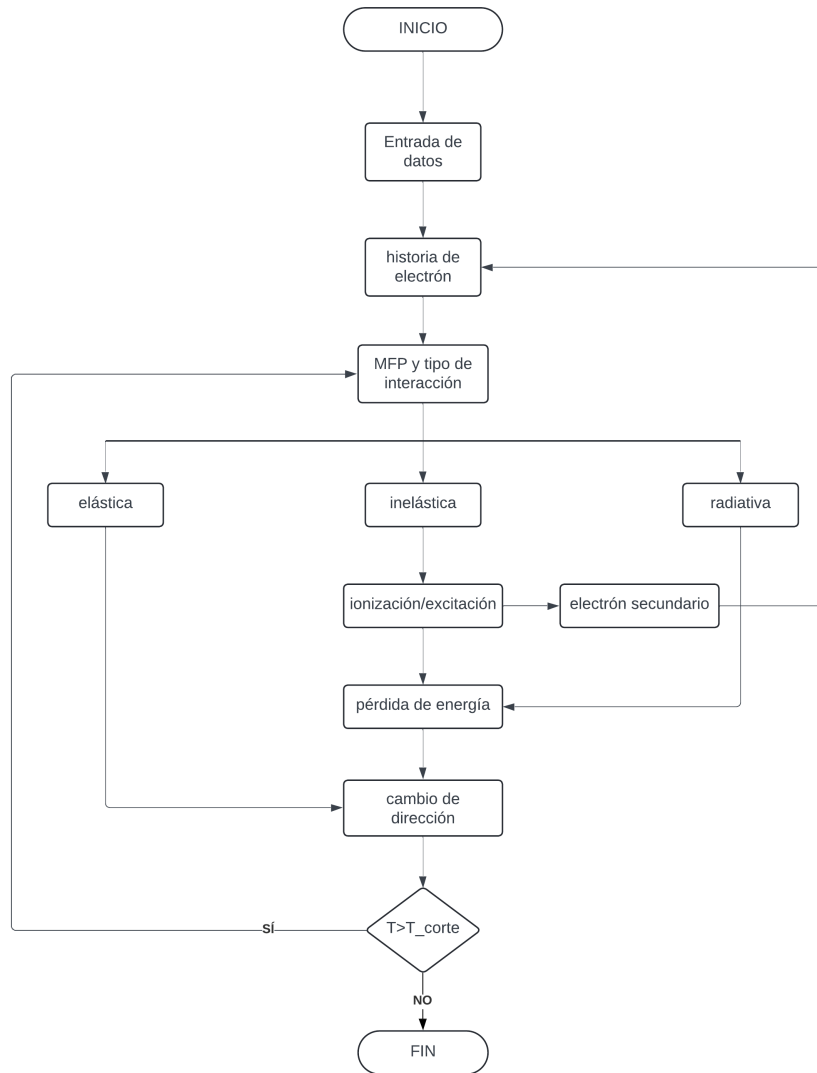 INICIO
Entrada de
datos
historia de
electrón
MFP y tipo de
interacción
elástica
inelástica
radiativa
ionización/excitación
electrón secundario
pérdida de energía
cambio de
dirección
T>T_corte
SÍ
NO
FIN